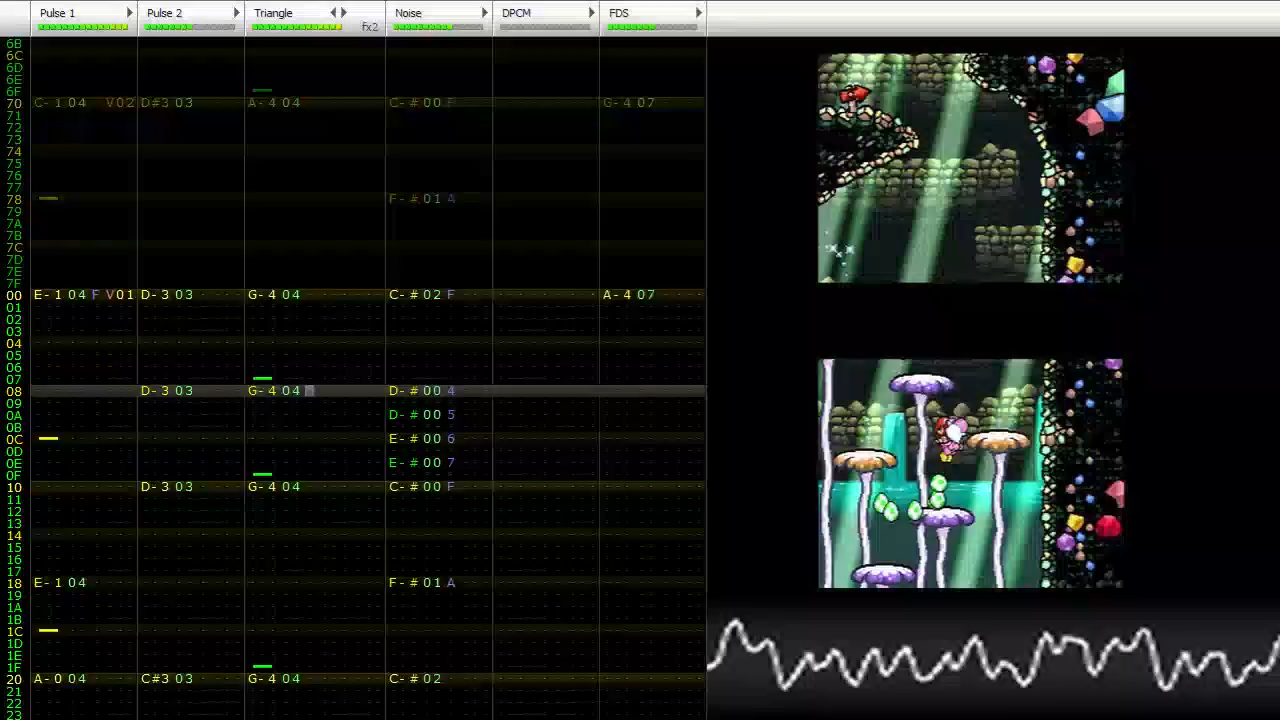 Pulse 1 Pulse 2 Triangle Noise DPCM FDS
fx2
6B
6C
6D
6E
6F
70 C-1 04 V02 D#3 03 A-4 04 C-# 00 F G-4 07
71
72
73
74
75
76
77
78 F-# 01 A
79
7A
7B
7C
7D
7E
7F
00 E-1 04 F V01 D-3 03 G-4 04 C-# 02 F A-4 07
01
02
03
04
05
06
07
08 D-3 03 G-4 04 D-# 00 4
09
0A D-# 00 5
0B
0C E-# 00 6
0D
0E E-# 00 7
0F
10 D-3 03 G-4 04 C-# 00 F
11
12
13
14
15
16
17
18 E-1 04 F-# 01 A
19
1A
1B
1C
1D
1E
1F
20 A-0 04 C#3 03 G-4 04 C-# 02
21
22
23